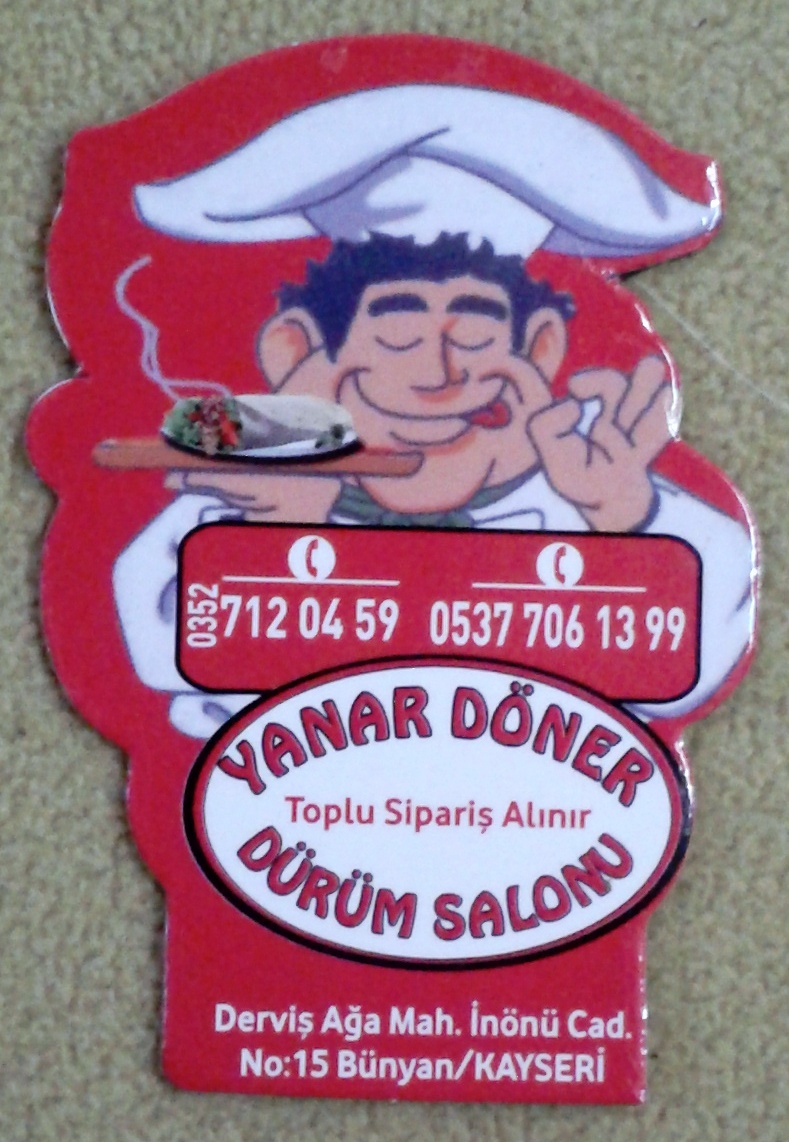 0352 712 04 59 0537 706 13 99
YANAR DÖNER
Toplu Sipariş Alınır
DÜRÜM SALONU
Derviş Ağa Mah. İnönü Cad.
No:15 Bünyan/KAYSERİ